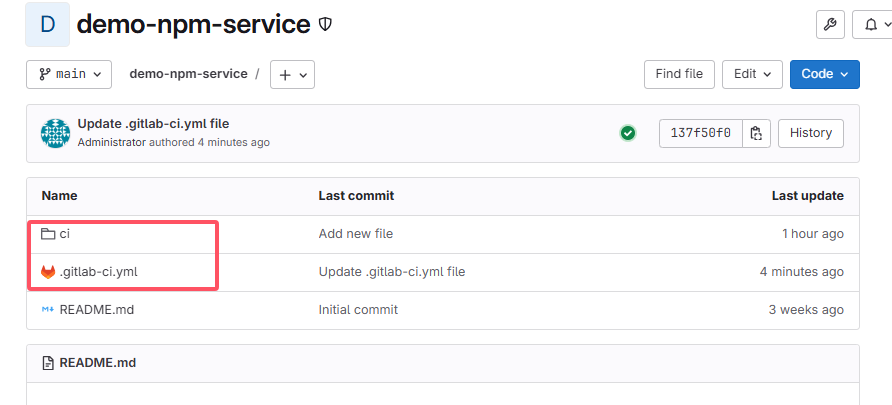 D demo-npm-service
main demo-npm-service / + Find file Edit Code
Update .gitlab-ci.yml file
Administrator authored 4 minutes ago
137f50f0 History
Name Last commit Last update
ci Add new file 1 hour ago
.gitlab-ci.yml Update .gitlab-ci.yml file 4 minutes ago
M↓ README.md Initial commit 3 weeks ago
README.md